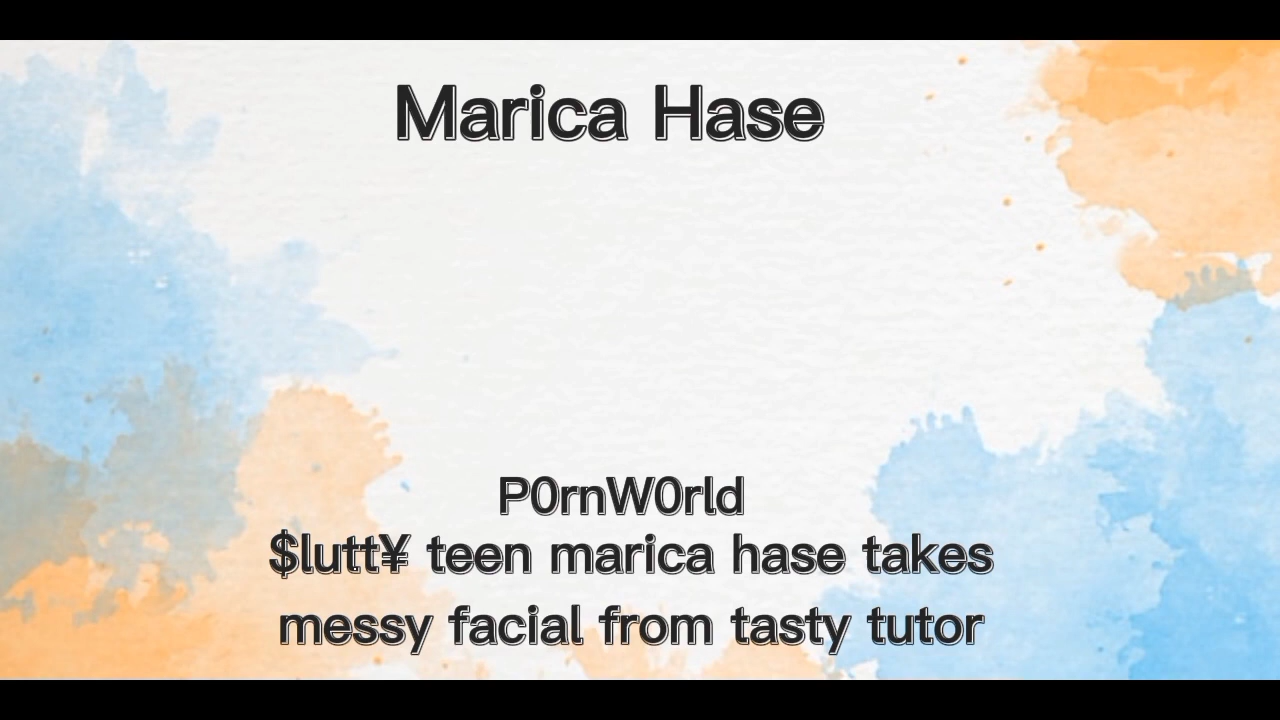 Marica Hase
P0rnW0rld
$lutt¥ teen marica hase takes
messy facial from tasty tutor